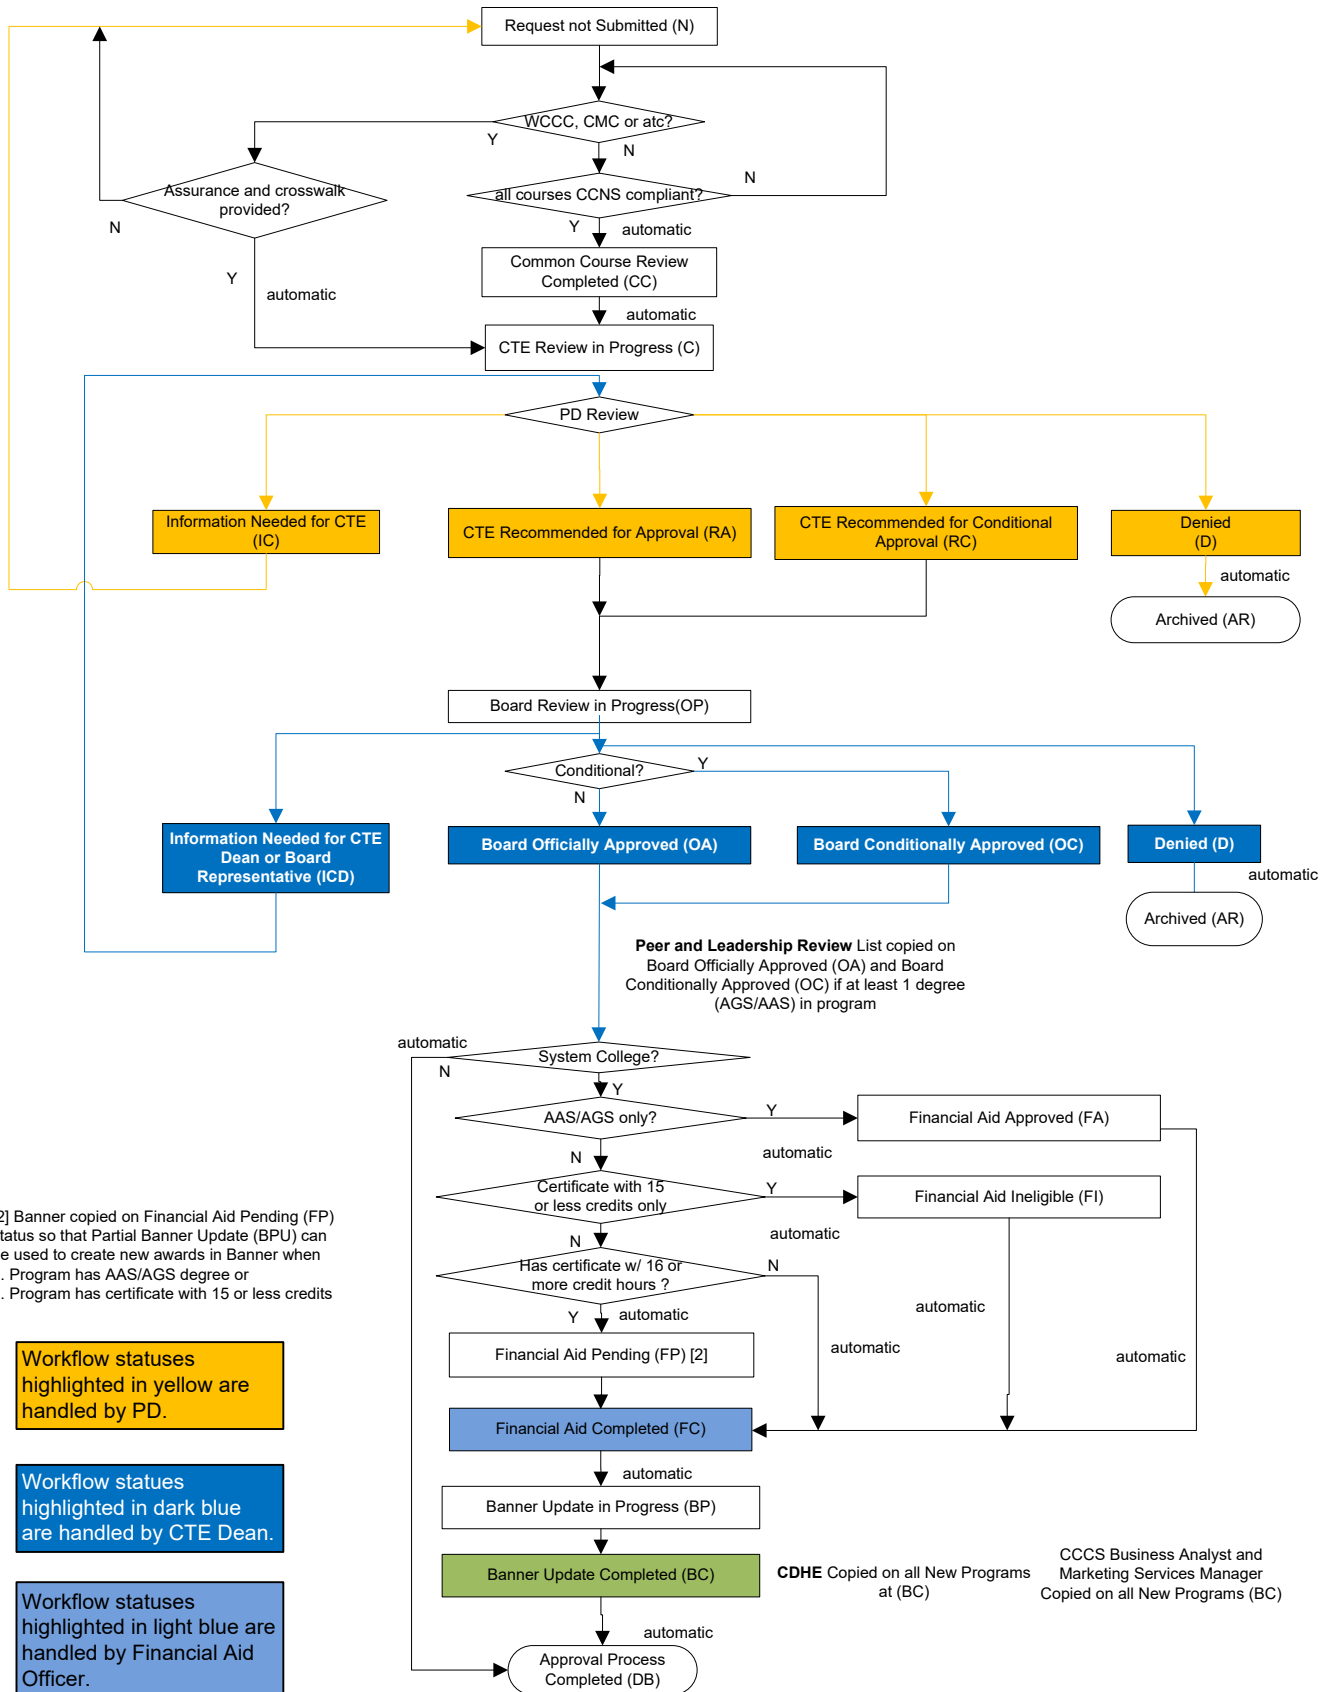 Request not Submitted (N)
WCCC, CMC or atc?
Y
N
Assurance and crosswalk
provided?
N
all courses CCNS compliant?
N
Y
automatic
Common Course Review
Completed (CC)
Y
automatic
automatic
CTE Review in Progress (C)
PD Review
Information Needed for CTE
(IC)
CTE Recommended for Approval (RA)
CTE Recommended for Conditional
Approval (RC)
Denied
(D)
automatic
Archived (AR)
Board Review in Progress(OP)
Conditional?
Y
N
Information Needed for CTE
Dean or Board
Representative (ICD)
Board Officially Approved (OA)
Board Conditionally Approved (OC)
Denied (D)
automatic
Archived (AR)
Peer and Leadership Review List copied on
Board Officially Approved (OA) and Board
Conditionally Approved (OC) if at least 1 degree
(AGS/AAS) in program
automatic
System College?
N
Y
AAS/AGS only?
Y
Financial Aid Approved (FA)
automatic
N
Certificate with 15
or less credits only
Y
Financial Aid Ineligible (FI)
automatic
N
Has certificate w/ 16 or
more credit hours ?
N
Y
automatic
automatic
automatic
automatic
2] Banner copied on Financial Aid Pending (FP)
tatus so that Partial Banner Update (BPU) can
e used to create new awards in Banner when
. Program has AAS/AGS degree or
. Program has certificate with 15 or less credits
Financial Aid Pending (FP) [2]
Financial Aid Completed (FC)
automatic
Banner Update in Progress (BP)
Banner Update Completed (BC)
CDHE Copied on all New Programs
at (BC)
CCCS Business Analyst and
Marketing Services Manager
Copied on all New Programs (BC)
automatic
Approval Process
Completed (DB)
Workflow statuses
highlighted in yellow are
handled by PD.
Workflow statues
highlighted in dark blue
are handled by CTE Dean.
Workflow statuses
highlighted in light blue are
handled by Financial Aid
Officer.